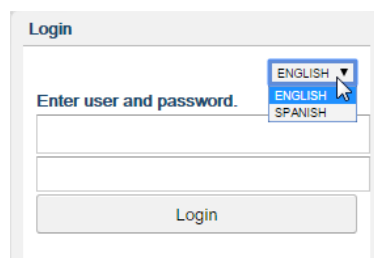 Login
ENGLISH
Enter user and password.
ENGLISH
SPANISH
Login